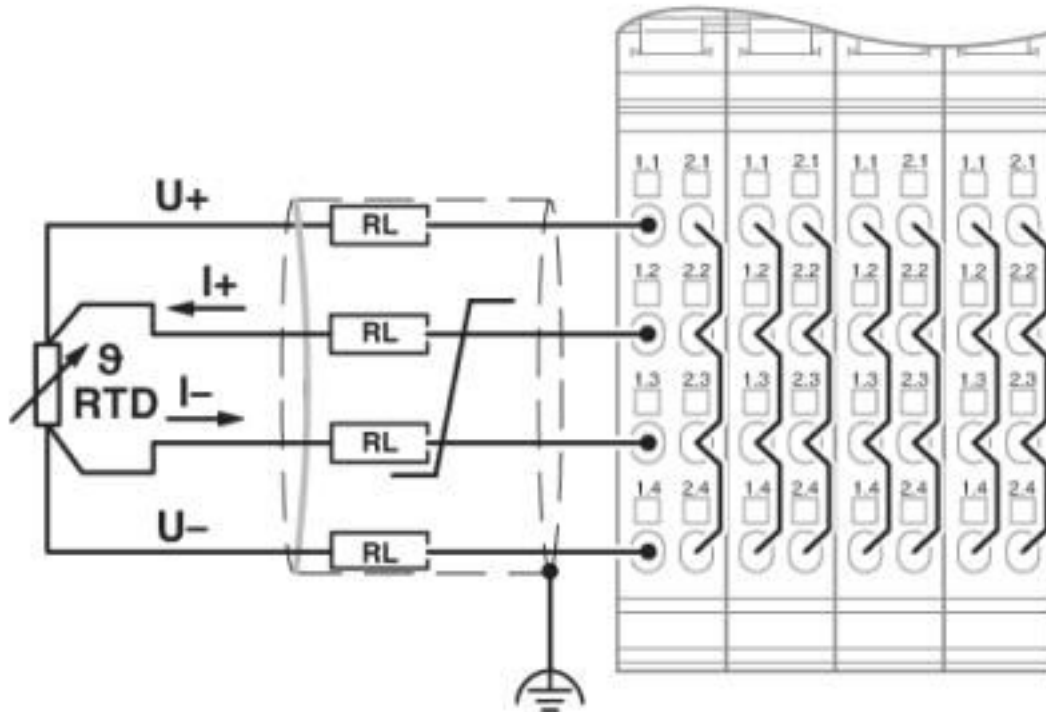 1.1 2.1 1.1 2.1 1.1 2.1 1.1 2.1
U+
RL
1.2 2.2 1.2 2.2 1.2 2.2 1.2 2.2
I+
RL
ϑ
RTD
1.3 2.3 1.3 2.3 1.3 2.3 1.3 2.3
I–
RL
1.4 2.4 1.4 2.4 1.4 2.4 1.4 2.4
U–
RL